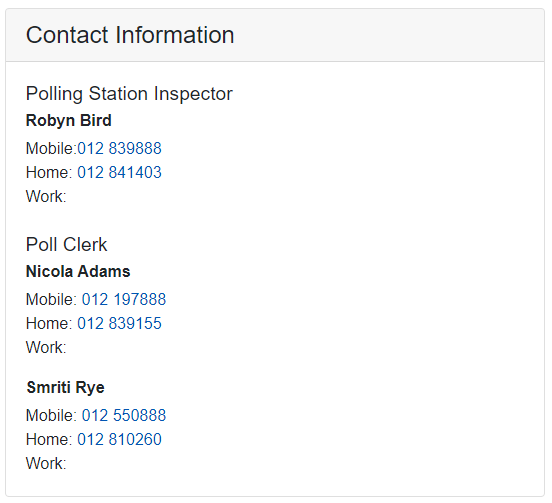 Contact Information
Polling Station Inspector
Robyn Bird
Mobile:012 839888
Home: 012 841403
Work:
Poll Clerk
Nicola Adams
Mobile: 012 197888
Home: 012 839155
Work:
Smriti Rye
Mobile: 012 550888
Home: 012 810260
Work: